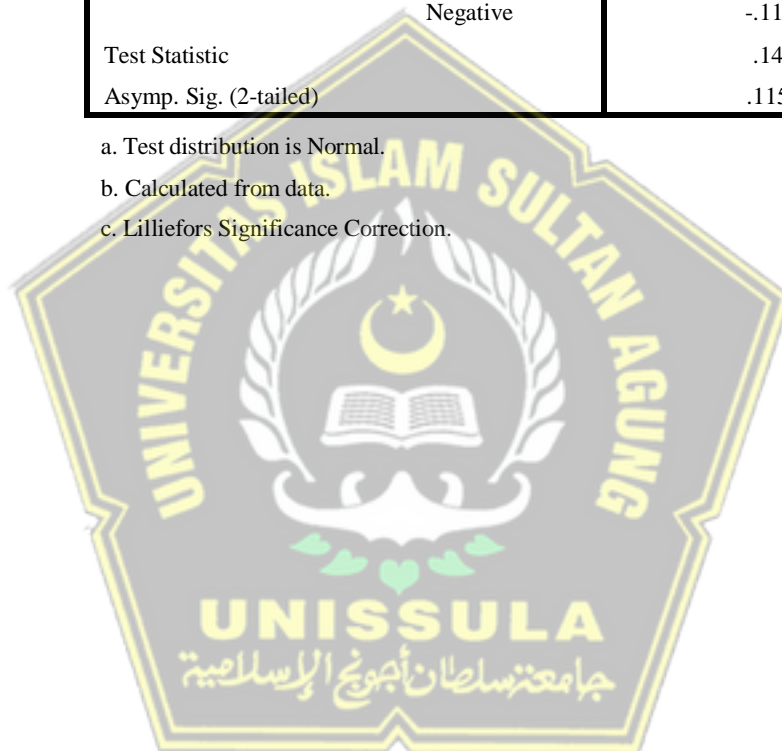 Negative -.11
Test Statistic .14
Asymp. Sig. (2-tailed) .115
a. Test distribution is Normal.
b. Calculated from data.
c. Lilliefors Significance Correction.
UNIVERSITAS ISLAM SULTAN AGUNG
UNISSULA
جامعة سلطان أجونج الإسلامية